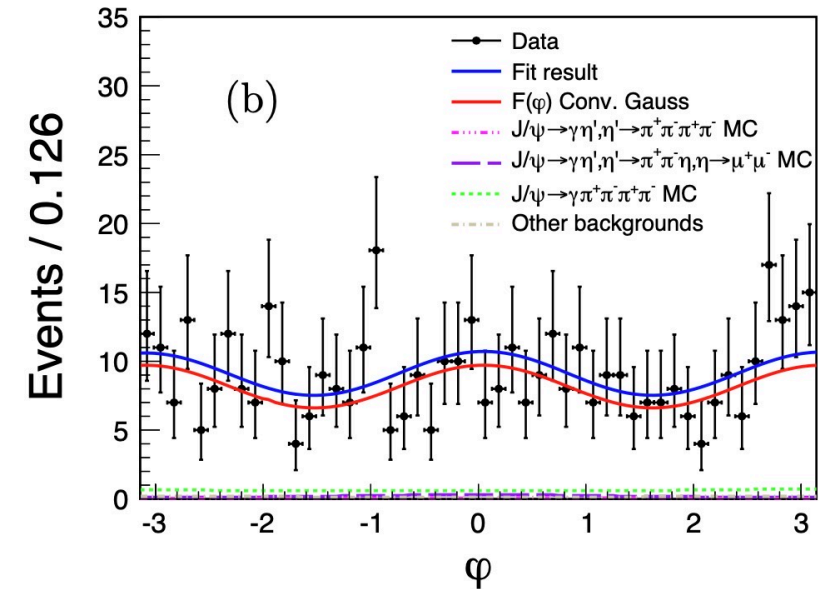 35
30
25
20
15
10
5
0
Events / 0.126
(b)
Data
Fit result
F(φ) Conv. Gauss
J/ψ→γη',η'→π⁺π⁻π⁺π⁻ MC
J/ψ→γη',η'→π⁺π⁻η,η→μ⁺μ⁻ MC
J/ψ→γπ⁺π⁻π⁺π⁻ MC
Other backgrounds
-3 -2 -1 0 1 2 3
φ